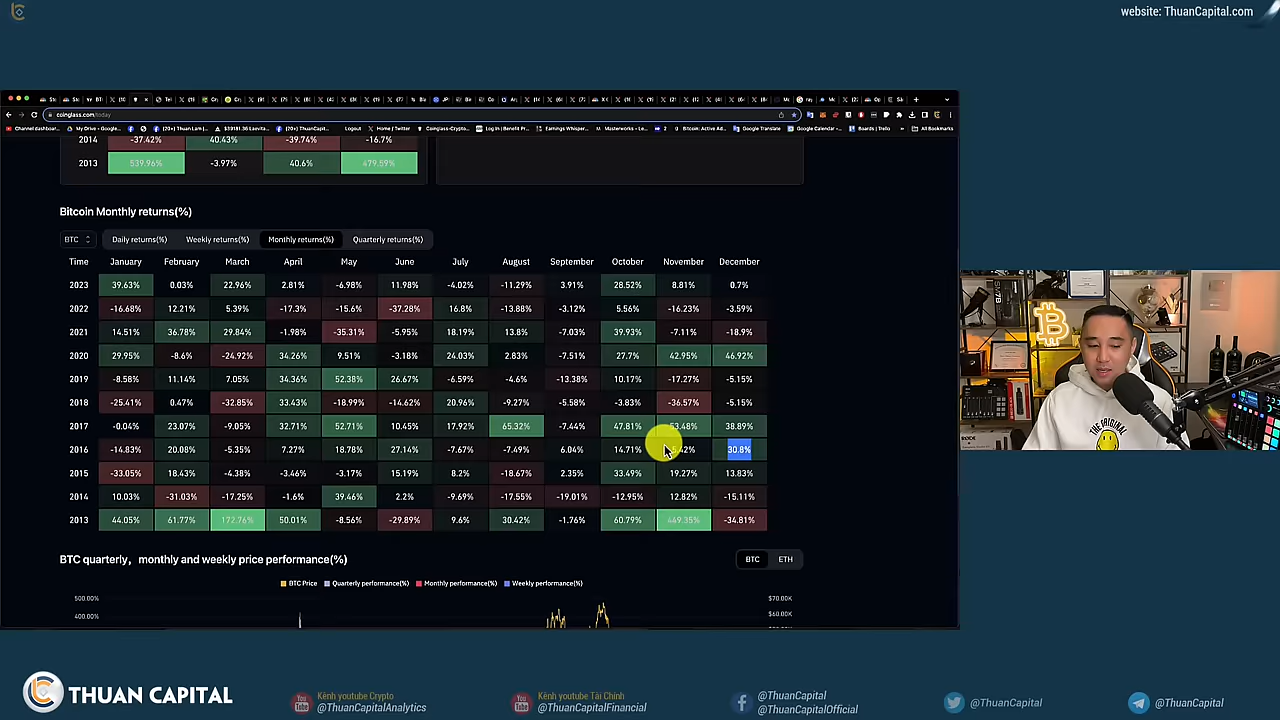 website: ThuanCapital.com
coinglass.com/today
2014 -37.42% 40.43% -39.74% -16.7%
2013 539.96% -3.97% 40.6% 479.59%
Bitcoin Monthly returns(%)
BTC Daily returns(%) Weekly returns(%) Monthly returns(%) Quarterly returns(%)
Time January February March April May June July August September October November December
2023 39.63% 0.03% 22.96% 2.81% -6.98% 11.98% -4.02% -11.29% 3.91% 28.52% 8.81% 0.7%
2022 -16.68% 12.21% 5.39% -17.3% -15.4% -37.28% 16.8% -13.88% -3.12% 5.56% -16.23% -3.59%
2021 14.51% 36.78% 29.84% -1.98% -35.31% -5.95% 18.19% 13.8% -7.03% 39.93% -7.11% -18.9%
2020 29.95% -8.6% -24.92% 34.26% 9.51% -3.18% 24.03% 2.83% -7.51% 27.7% 42.95% 46.92%
2019 -8.58% 11.14% 7.05% 34.36% 52.38% 26.67% -6.59% -4.6% -13.38% 10.17% -17.27% -5.15%
2018 -25.41% 0.47% -32.85% 33.43% -18.99% -14.62% 20.96% -9.27% -5.58% -3.83% -36.57% -5.15%
2017 -0.04% 23.07% -9.05% 32.71% 52.71% 10.45% 17.92% 65.32% -7.44% 47.81% 53.48% 38.89%
2016 -14.83% 20.08% -5.35% 7.27% 18.78% 27.14% -7.67% -7.49% 6.04% 14.71% 30.8%
2015 -33.05% 18.43% -4.38% -3.46% -3.17% 15.19% 8.2% -18.67% 2.35% 33.49% 19.27% 13.83%
2014 10.03% -31.03% -17.25% -1.6% 39.46% 2.2% -9.69% -17.55% -19.01% -12.95% 12.82% -15.11%
2013 44.05% 61.77% 172.76% 50.01% -8.56% -29.89% 9.6% 30.42% -1.76% 60.79% 449.35% -34.81%
BTC quarterly, monthly and weekly price performance(%)
BTC ETH
BTC Price Quarterly performance(%) Monthly performance(%) Weekly performance(%)
500.00% $70.00K
400.00% $60.00K
THE ORIGINAL
THUAN CAPITAL
Kênh youtube Crypto
@ThuanCapitalAnalytics
Kênh youtube Tài Chính
@ThuanCapitalFinancial
@ThuanCapital
@ThuanCapitalOfficial
@ThuanCapital
@ThuanCapital